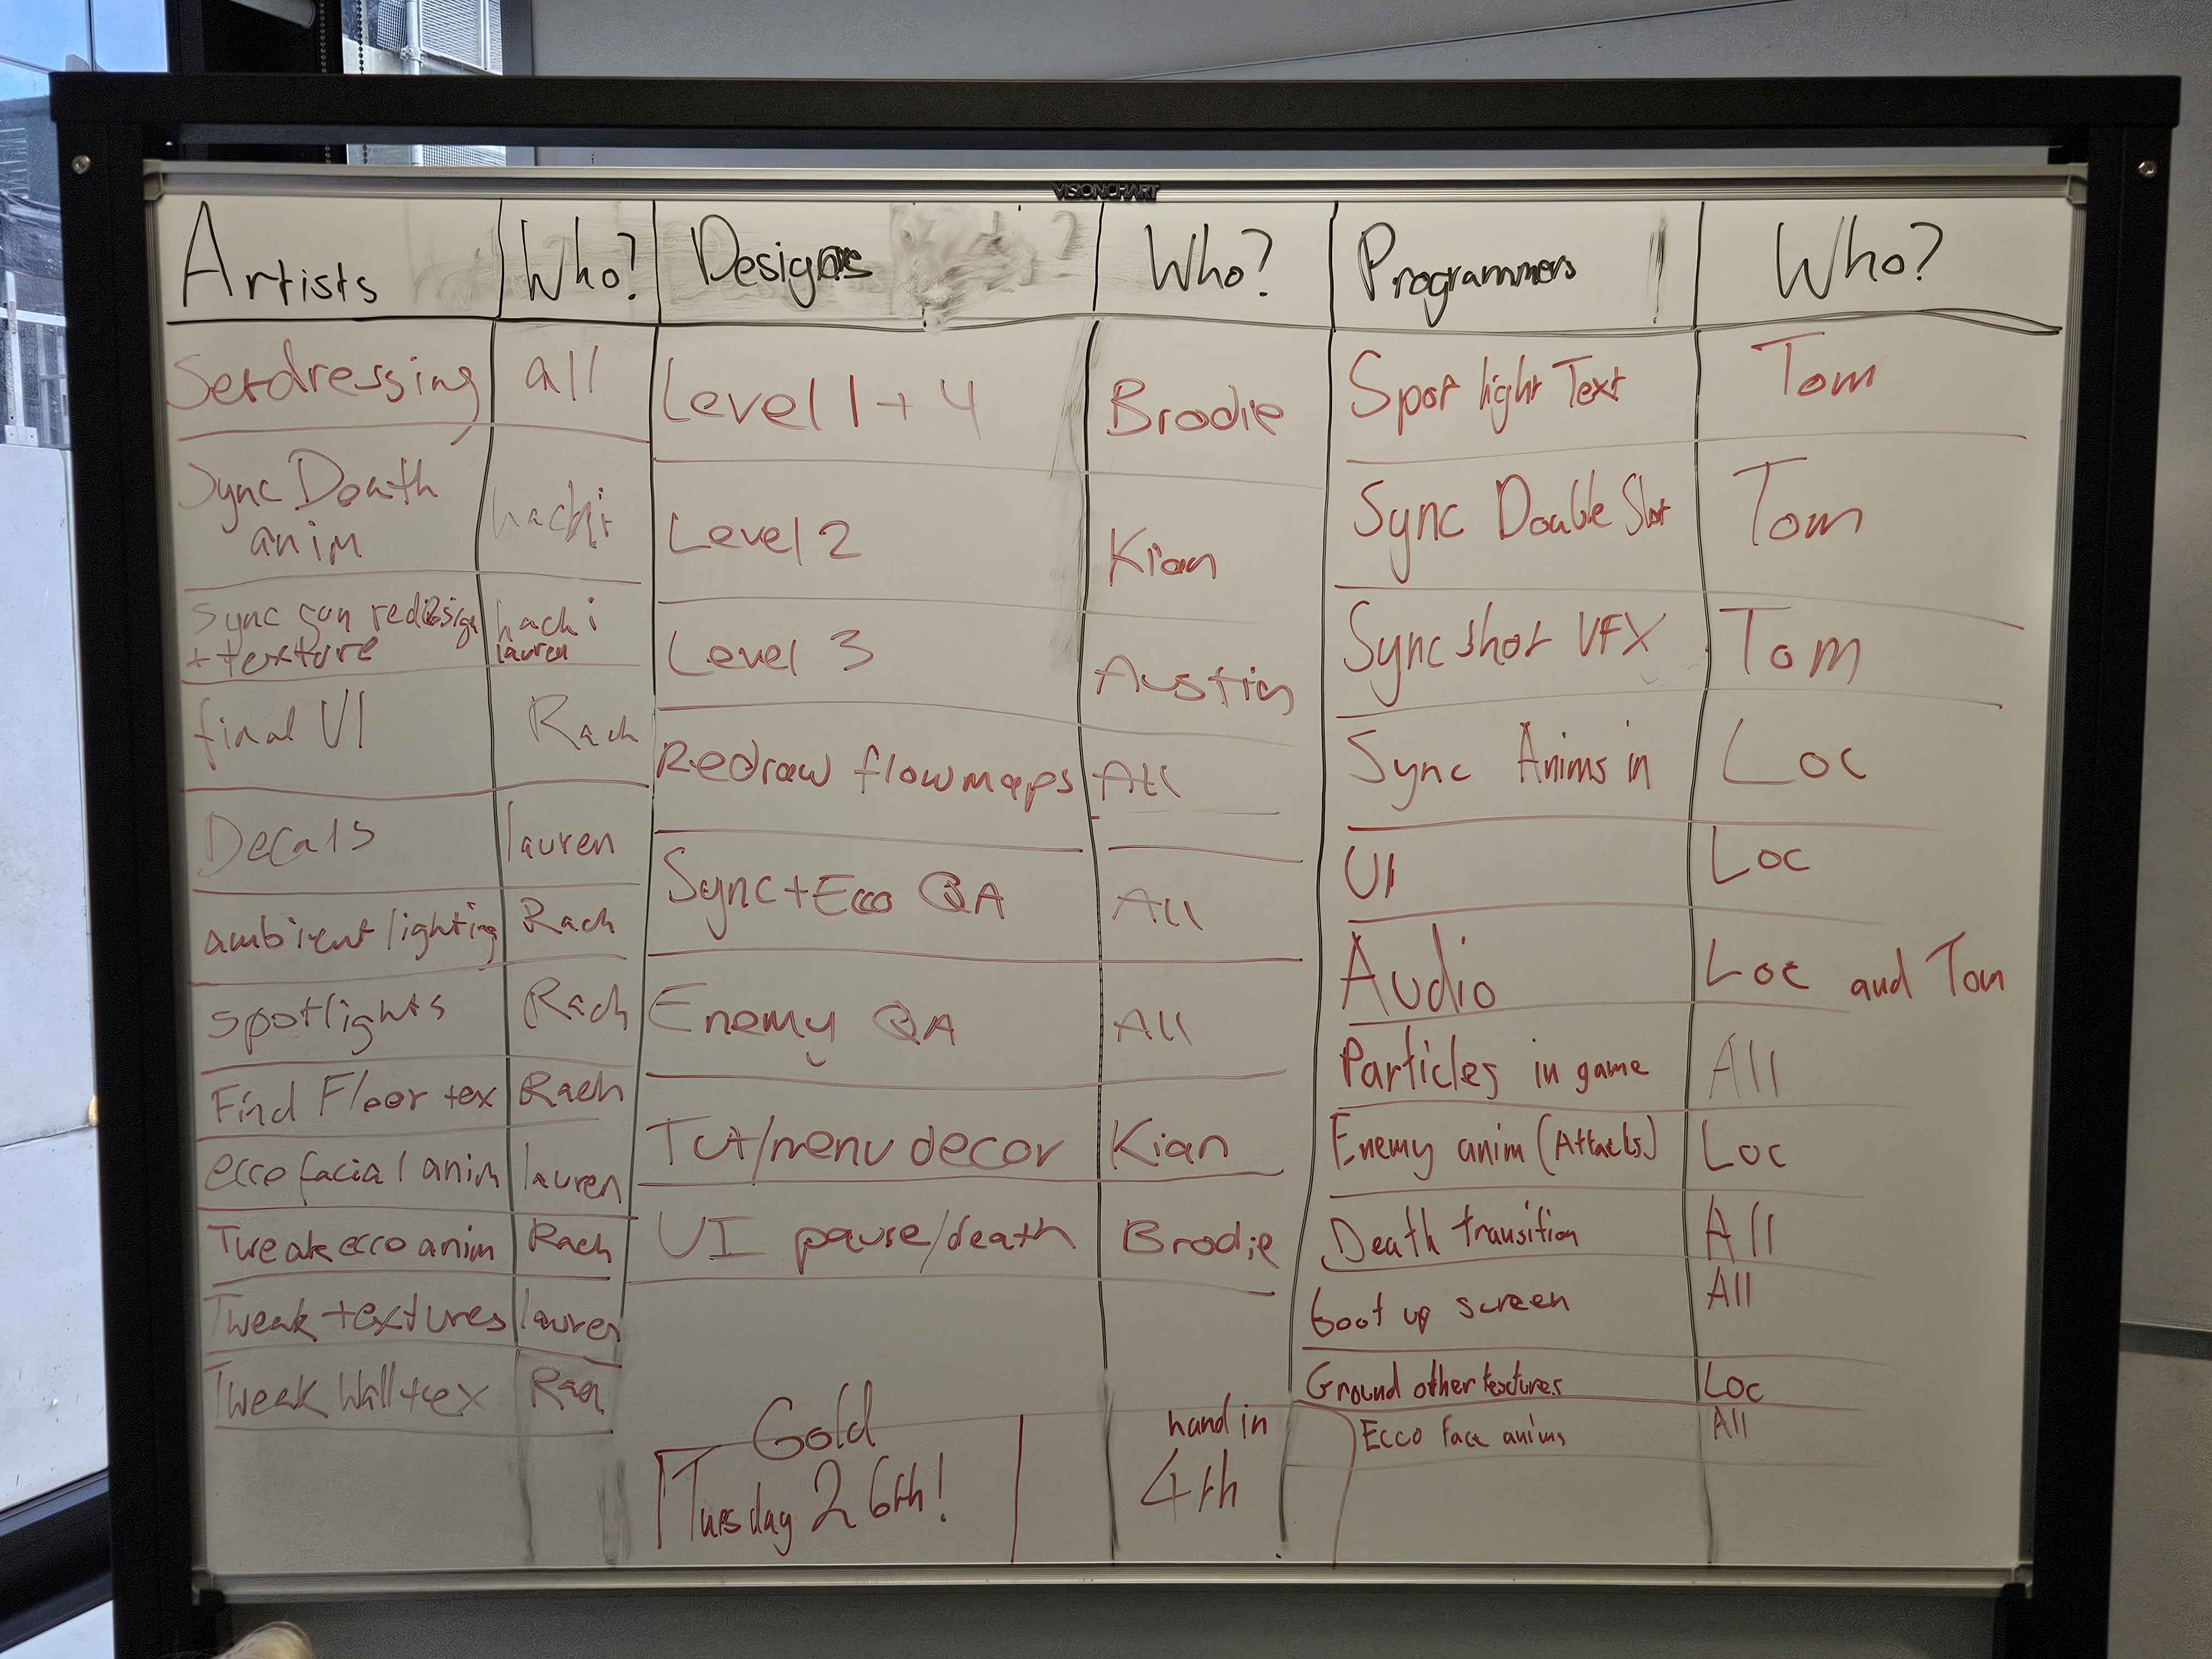 VISIONCHART
Artists Who? Designers Who? Programmers Who?
Setdressing all
Sync Death
anim
hachi
Sync gun redesign
+ texture
hachi
lauren
final UI Rach
Decals lauren
ambient lighting Rach
spotlights Rach
Find Floor tex Rach
ecco facial anim lauren
Tweak ecco anim Rach
Tweak textures lauren
Tweak Wall tex
Level 1 + 4 Brodie
Level 2 Kian
Level 3 Austin
Redraw flowmaps All
Sync + Ecco QA All
Enemy QA All
Tut/menu decor Kian
UI pause/death Brodie
Gold
Tuesday 26th!
hand in
4th
Spot light Text Tom
Sync Double Shot Tom
Sync shot VFX Tom
Sync Anims in Loc
UI Loc
Audio Loc and Tom
Particles in game All
Enemy anim (Attacks) Loc
Death transition All
boot up screen All
Ground other textures Loc
Ecco Face anims All